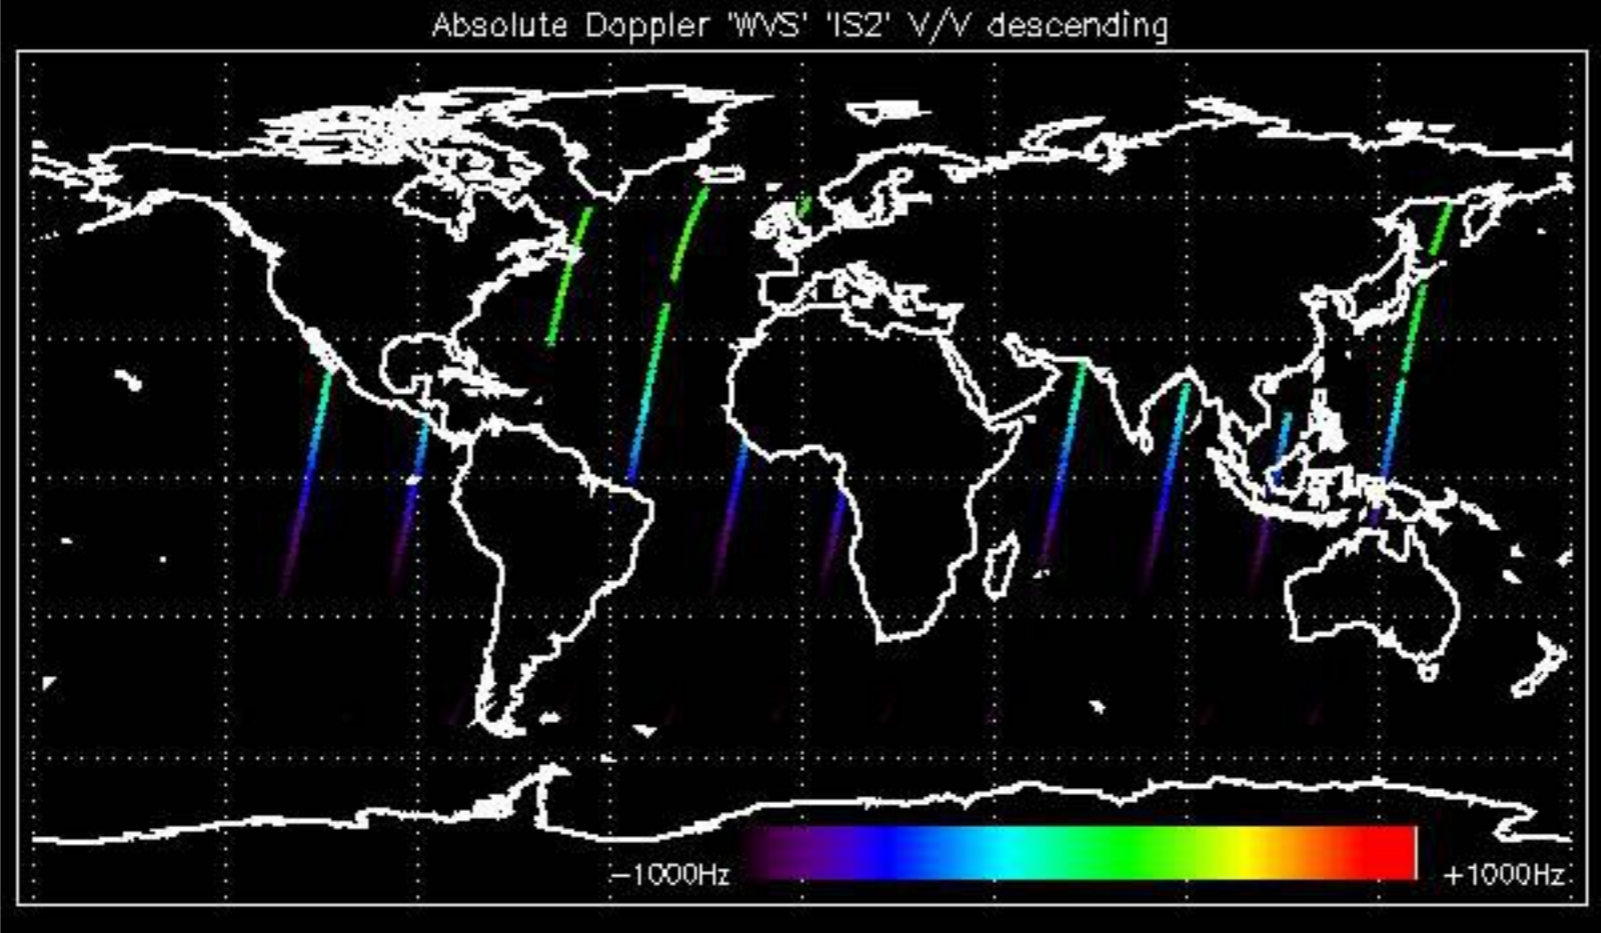 Absolute Doppler 'WVS' 'IS2' V/V descending
−1000Hz +1000Hz